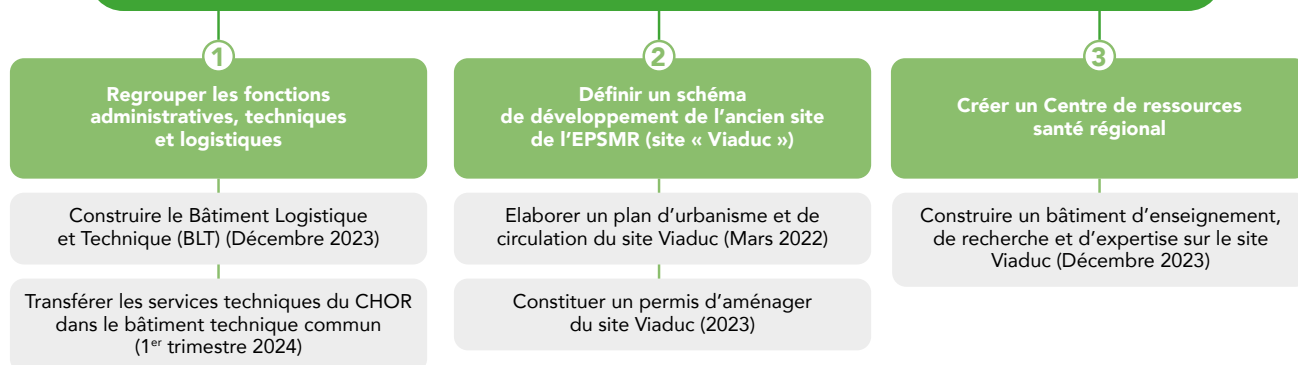 1
Regrouper les fonctions
administratives, techniques
et logistiques
Construire le Bâtiment Logistique
et Technique (BLT) (Décembre 2023)
Transférer les services techniques du CHOR
dans le bâtiment technique commun
(1er trimestre 2024)
2
Définir un schéma
de développement de l’ancien site
de l’EPSMR (site « Viaduc »)
Elaborer un plan d’urbanisme et de
circulation du site Viaduc (Mars 2022)
Constituer un permis d’aménager
du site Viaduc (2023)
3
Créer un Centre de ressources
santé régional
Construire un bâtiment d’enseignement,
de recherche et d’expertise sur le site
Viaduc (Décembre 2023)